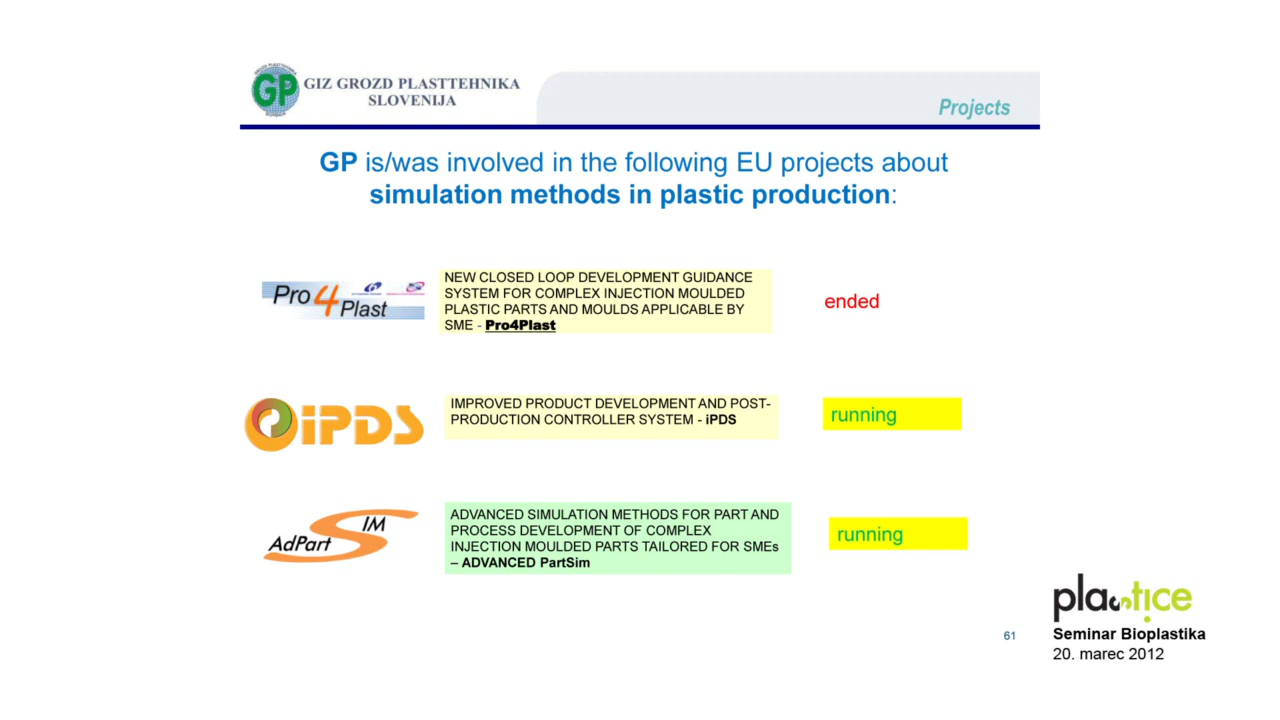 GP
GIZ GROZD PLASTTEHNIKA
SLOVENIJA
Projects
GP is/was involved in the following EU projects about
simulation methods in plastic production:
Pro4Plast
NEW CLOSED LOOP DEVELOPMENT GUIDANCE
SYSTEM FOR COMPLEX INJECTION MOULDED
PLASTIC PARTS AND MOULDS APPLICABLE BY
SME - Pro4Plast
ended
iPDS
IMPROVED PRODUCT DEVELOPMENT AND POST-
PRODUCTION CONTROLLER SYSTEM - iPDS
running
AdPart SIM
ADVANCED SIMULATION METHODS FOR PART AND
PROCESS DEVELOPMENT OF COMPLEX
INJECTION MOULDED PARTS TAILORED FOR SMEs
– ADVANCED PartSim
running
plastice
61
Seminar Bioplastika
20. marec 2012